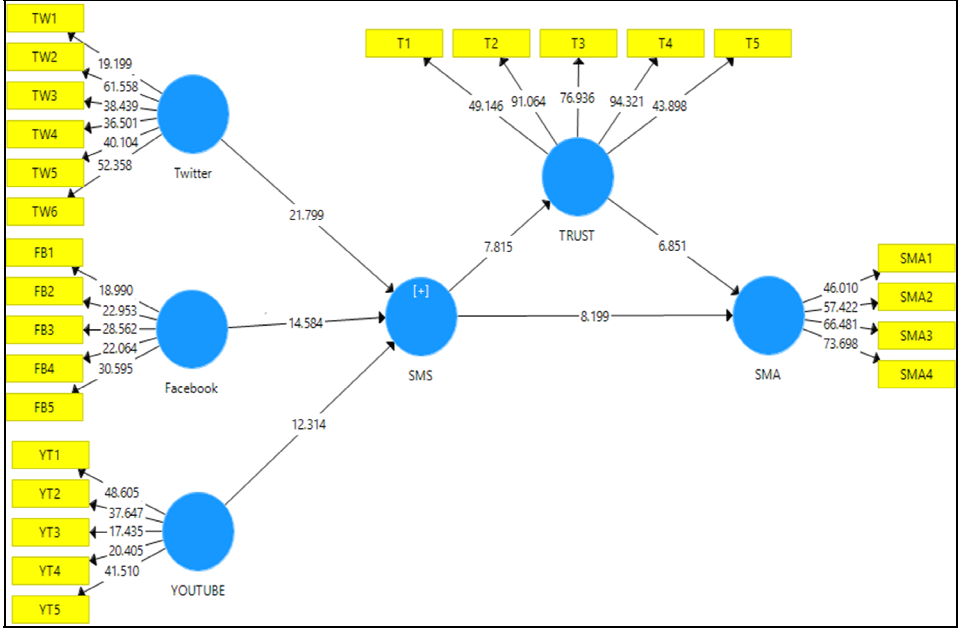 TW1
TW2
TW3
TW4
TW5
TW6
19.199
61.558
38.439
36.501
40.104
52.358
Twitter
FB1
FB2
FB3
FB4
FB5
18.990
22.953
28.562
22.064
30.595
Facebook
YT1
YT2
YT3
YT4
YT5
48.605
37.647
17.435
20.405
41.510
YOUTUBE
21.799
14.584
12.314
[+]
SMS
T1
T2
T3
T4
T5
49.146
91.064
76.936
94.321
43.898
TRUST
7.815
6.851
8.199
SMA
46.010
57.422
66.481
73.698
SMA1
SMA2
SMA3
SMA4